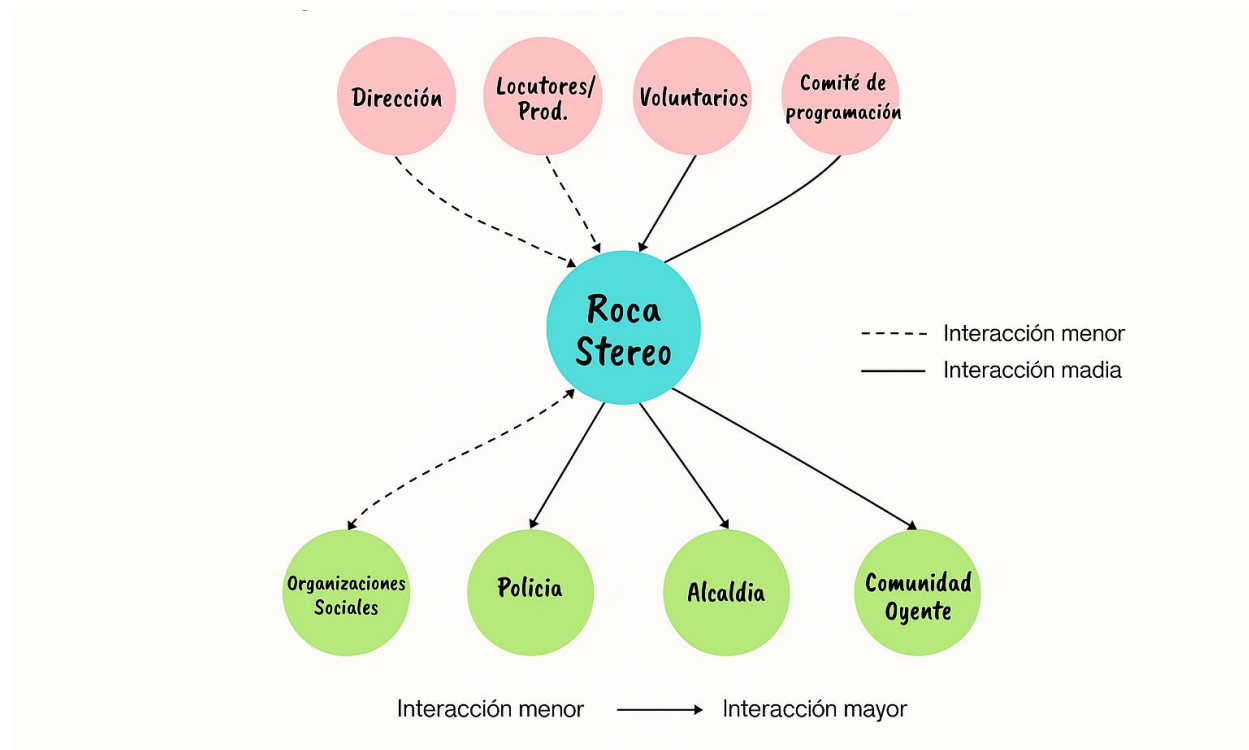 Dirección
Locutores/
Prod.
Voluntarios
Comité de
programación
Roca
Stereo
Interacción menor
Interacción madia
Organizaciones
Sociales
Policia
Alcaldia
Comunidad
Oyente
Interacción menor
Interacción mayor